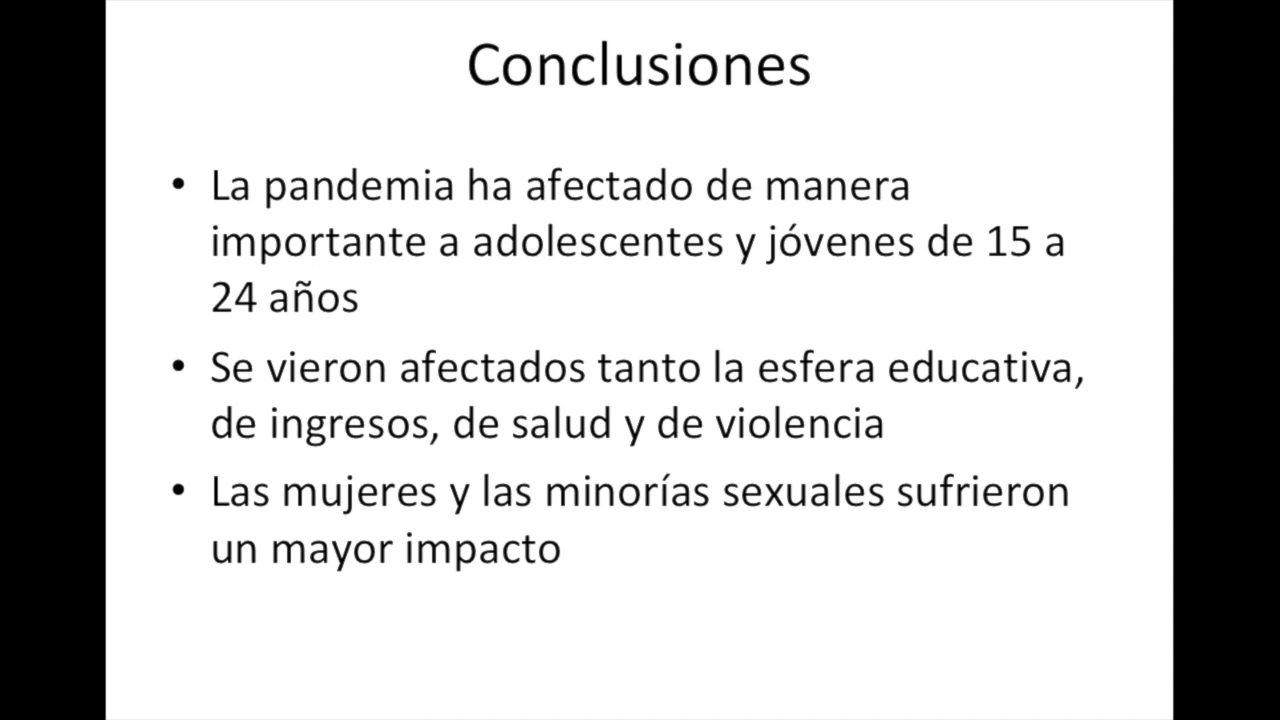 Conclusiones
• La pandemia ha afectado de manera
importante a adolescentes y jóvenes de 15 a
24 años
• Se vieron afectados tanto la esfera educativa,
de ingresos, de salud y de violencia
• Las mujeres y las minorías sexuales sufrieron
un mayor impacto